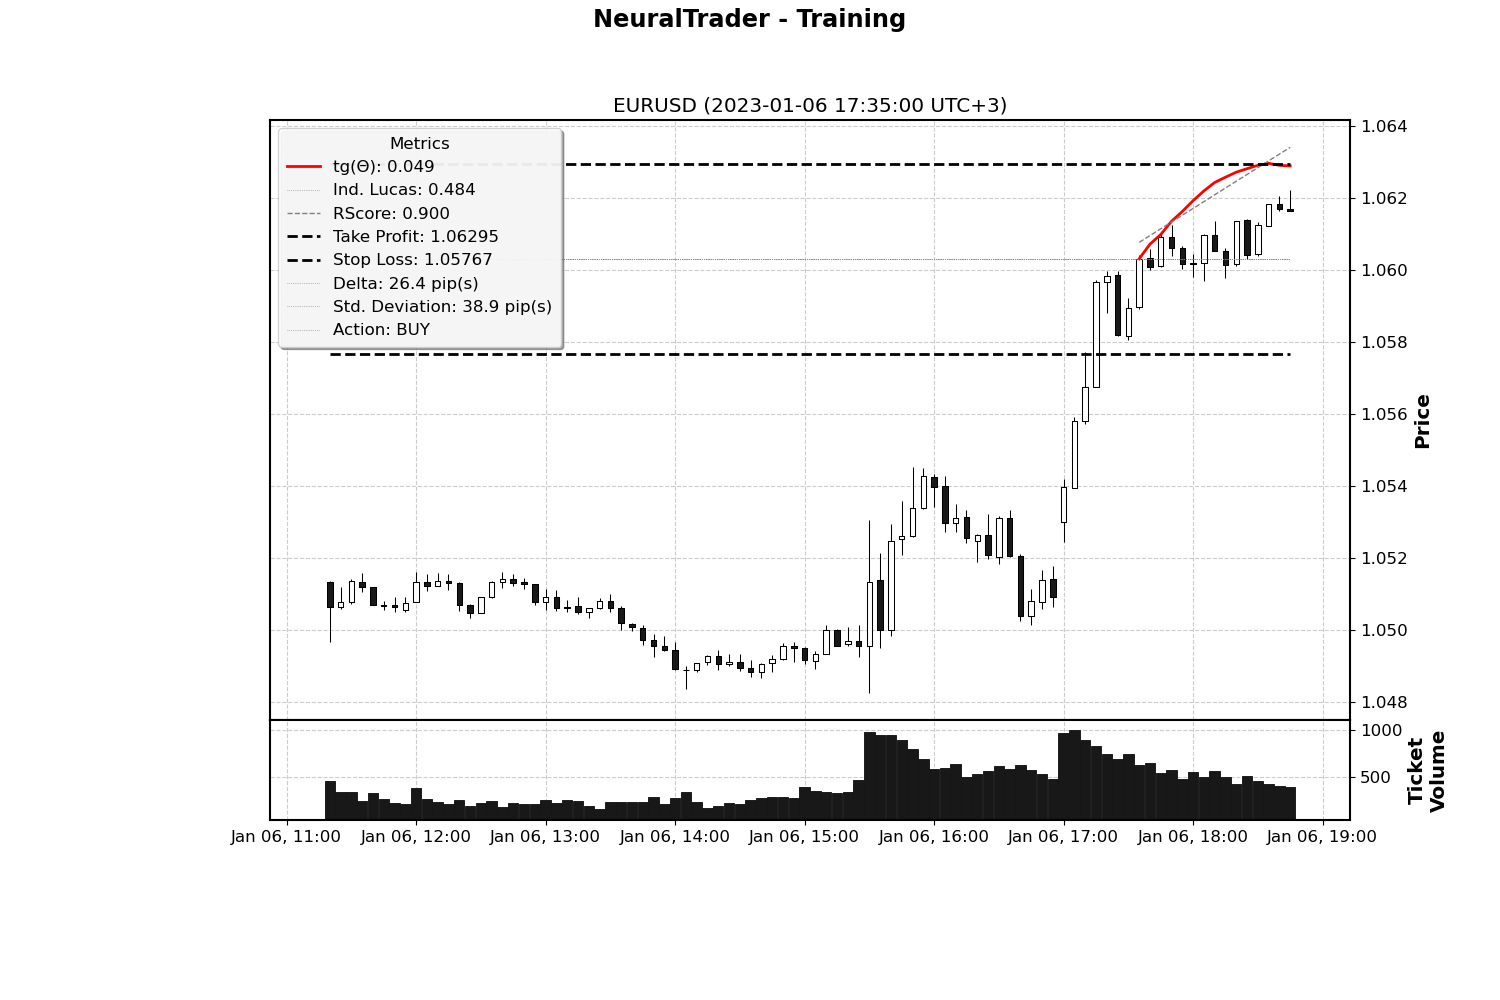 NeuralTrader - Training
EURUSD (2023-01-06 17:35:00 UTC+3)
Metrics
tg(Θ): 0.049
Ind. Lucas: 0.484
RScore: 0.900
Take Profit: 1.06295
Stop Loss: 1.05767
Delta: 26.4 pip(s)
Std. Deviation: 38.9 pip(s)
Action: BUY
1.064
1.062
1.060
1.058
1.056
1.054
1.052
1.050
1.048
Price
1000
500
Ticket
Volume
Jan 06, 11:00 Jan 06, 12:00 Jan 06, 13:00 Jan 06, 14:00 Jan 06, 15:00 Jan 06, 16:00 Jan 06, 17:00 Jan 06, 18:00 Jan 06, 19:00